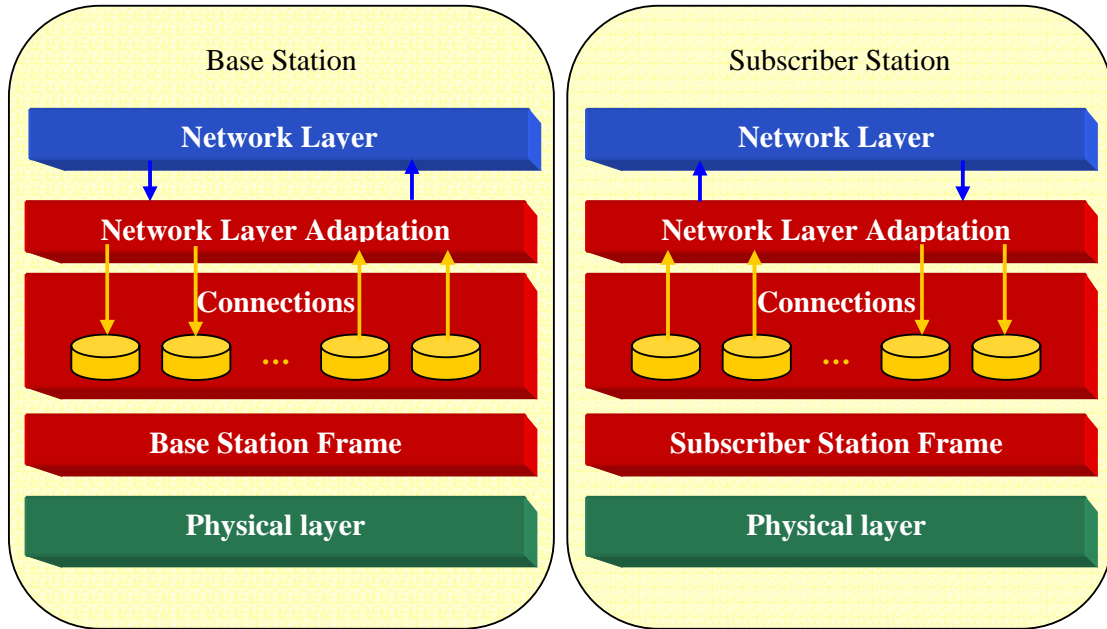 Base Station
Network Layer
Network Layer Adaptation
Connections
...
Base Station Frame
Physical layer
Subscriber Station
Network Layer
Network Layer Adaptation
Connections
...
Subscriber Station Frame
Physical layer